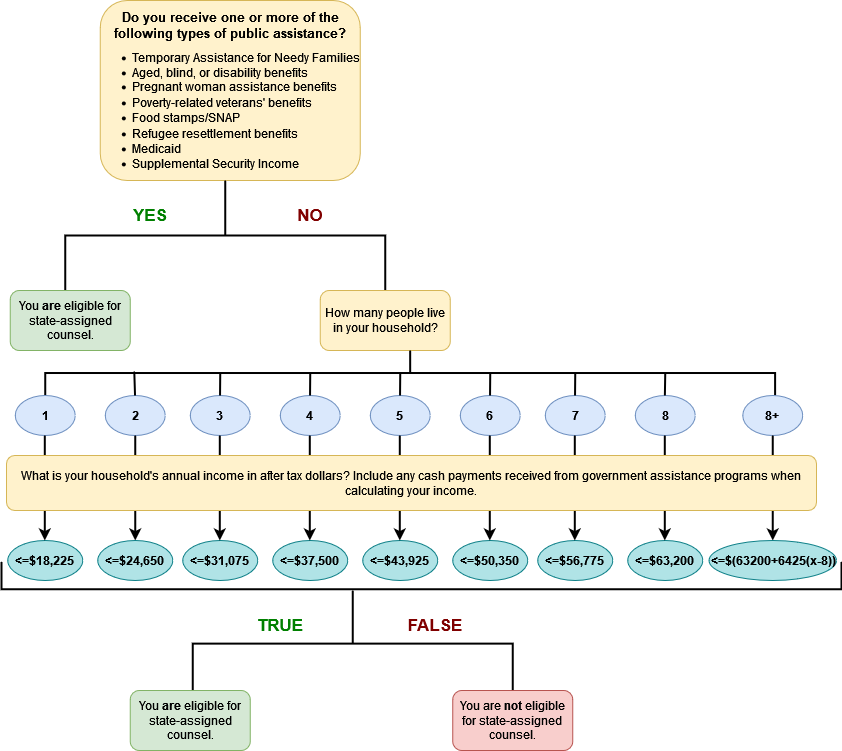 Do you receive one or more of the
following types of public assistance?
• Temporary Assistance for Needy Families
• Aged, blind, or disability benefits
• Pregnant woman assistance benefits
• Poverty-related veterans' benefits
• Food stamps/SNAP
• Refugee resettlement benefits
• Medicaid
• Supplemental Security Income
YES
NO
You are eligible for
state-assigned
counsel.
How many people live
in your household?
1
2
3
4
5
6
7
8
8+
What is your household's annual income in after tax dollars? Include any cash payments received from government assistance programs when
calculating your income.
<=$18,225
<=$24,650
<=$31,075
<=$37,500
<=$43,925
<=$50,350
<=$56,775
<=$63,200
<=$(63200+6425(x-8))
TRUE
FALSE
You are eligible for
state-assigned
counsel.
You are not eligible
for state-assigned
counsel.